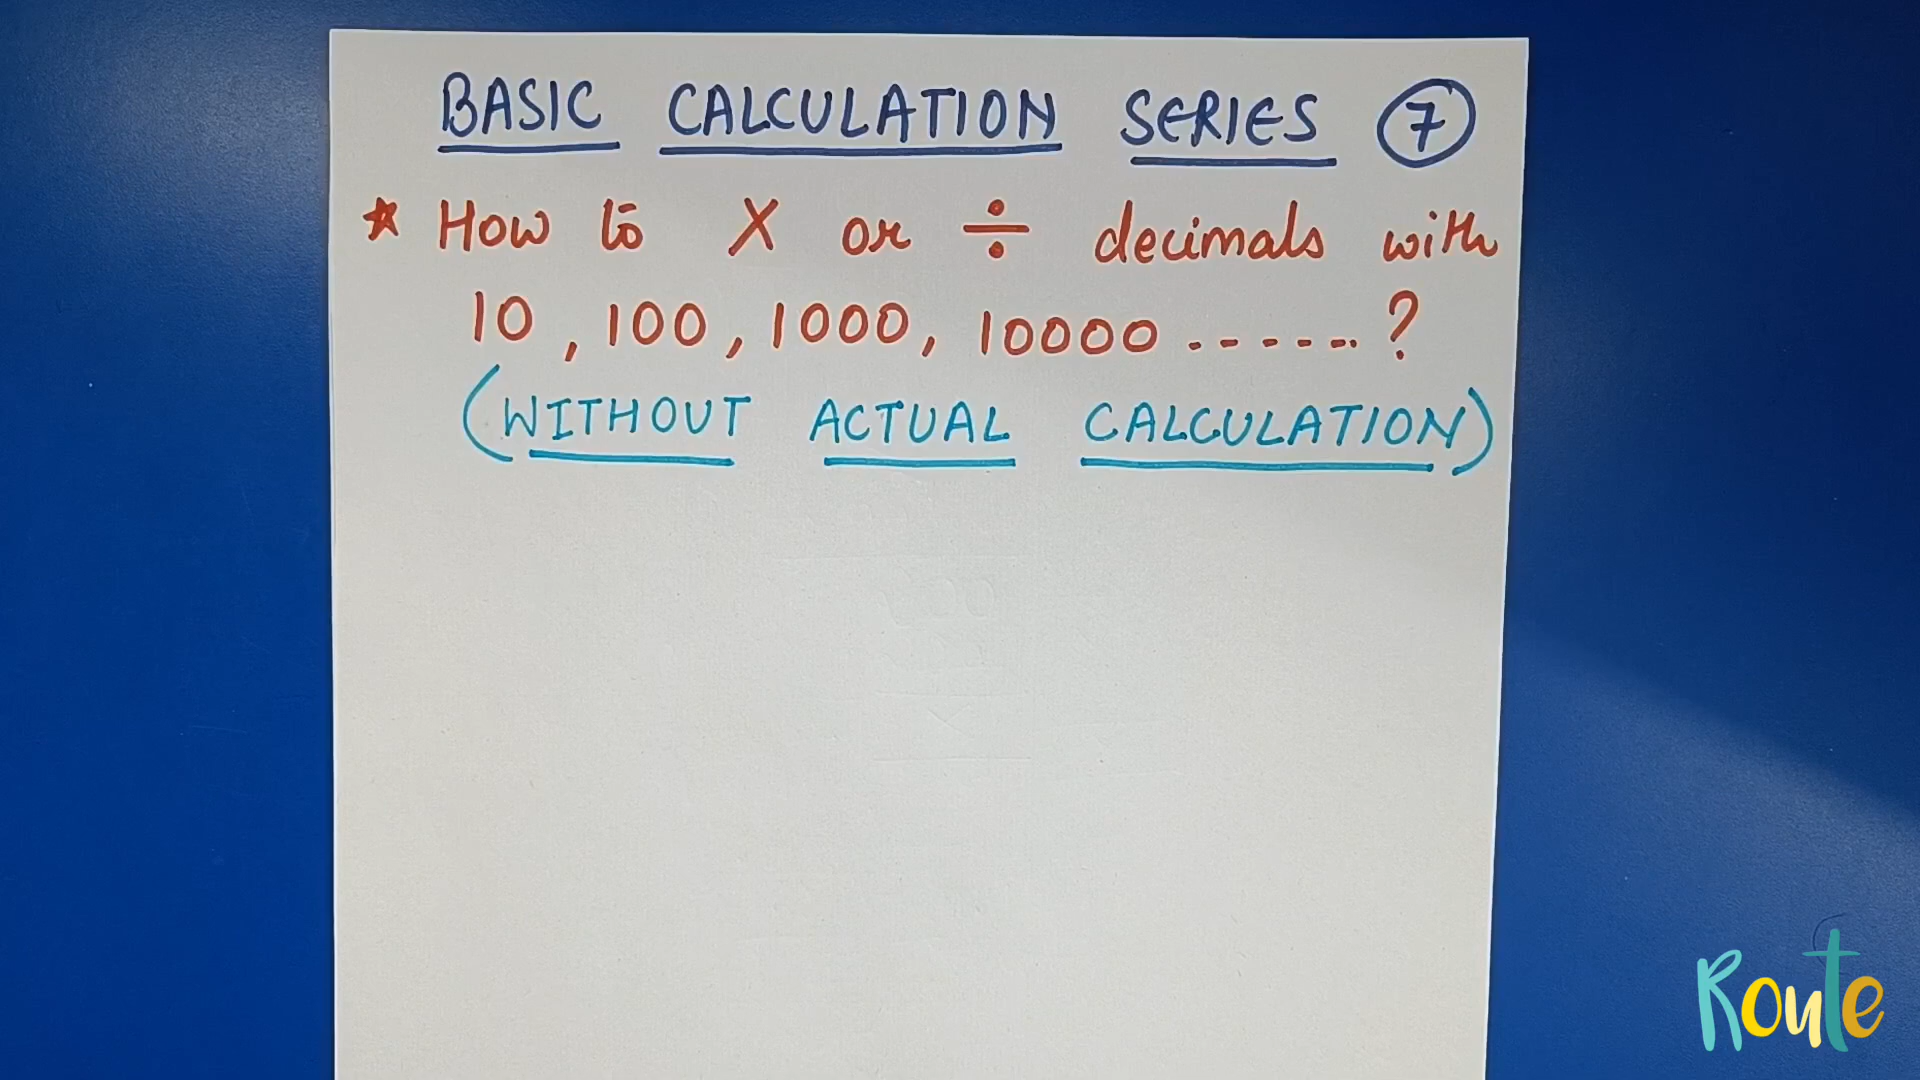 BASIC CALCULATION SERIES 7
* How to X or ÷ decimals with
10, 100, 1000, 10000 ...... ?
(WITHOUT ACTUAL CALCULATION)
Route